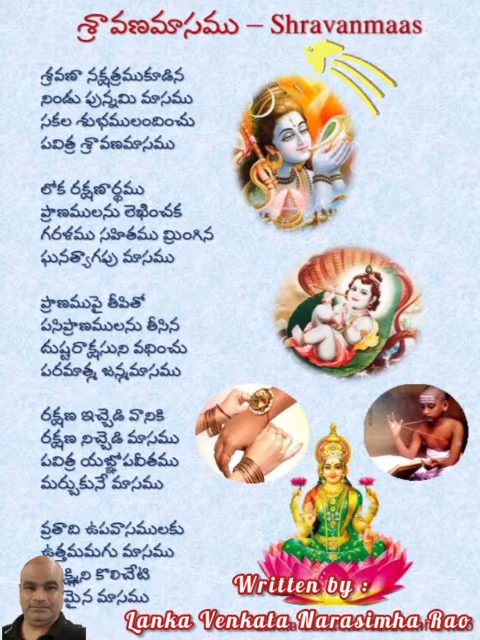 శ్రావణమాసము – Shravanmaas
శ్రవణా నక్షత్రముకూడిన
నిండు పున్నమి మాసము
సకల శుభములందించు
పవిత్ర శ్రావణమాసము
లోక రక్షణార్థము
ప్రాణములను లెఖించక
గరళము సహితము మ్రింగిన
ఘనత్యాగపు మాసము
ప్రాణముపై తీపితో
పసిప్రాణములను తీసిన
దుష్టరాక్షసుని వధించు
పరమాత్మ జన్మమాసము
రక్షణ ఇచ్చెడి వానికి
రక్షణ నిచ్చెడి మాసము
పవిత్ర యజ్ఞోపవీతము
మర్చుకునే మాసము
వ్రతాది ఉపవాసములకు
ఉత్తమమగు మాసము
కొలిచేటి
మైన మాసము
Written by :
Lanka Venkata Narasimha Rao